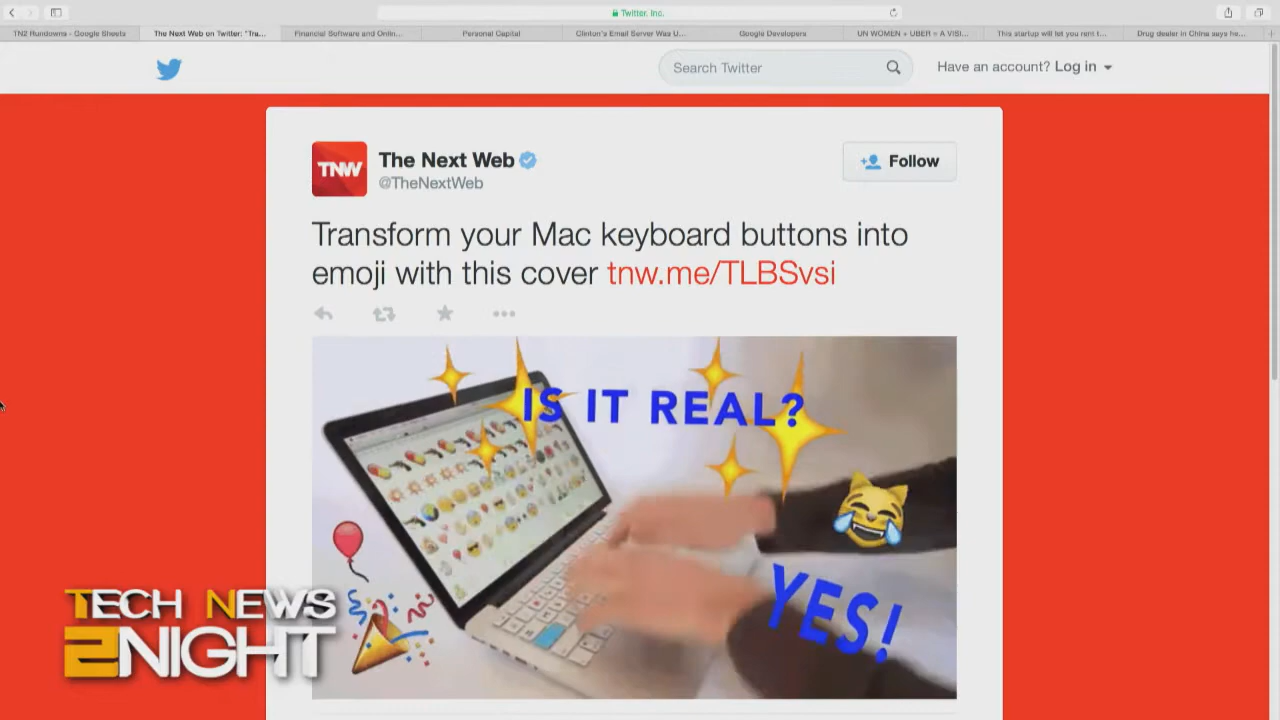 Twitter, Inc.
TN2 Rundowns - Google Sheets
The Next Web on Twitter: "Tra...
Financial Software and Onlin...
Personal Capital
Clinton's Email Server Was U...
Google Developers
UN WOMEN + UBER = A VISI...
This startup will let you rent t...
Drug dealer in China says he...
Search Twitter
Have an account? Log in
TNW
The Next Web
@TheNextWeb
Follow
Transform your Mac keyboard buttons into
emoji with this cover tnw.me/TLBSvsi
IS IT REAL?
YES!
TECH NEWS
2NIGHT